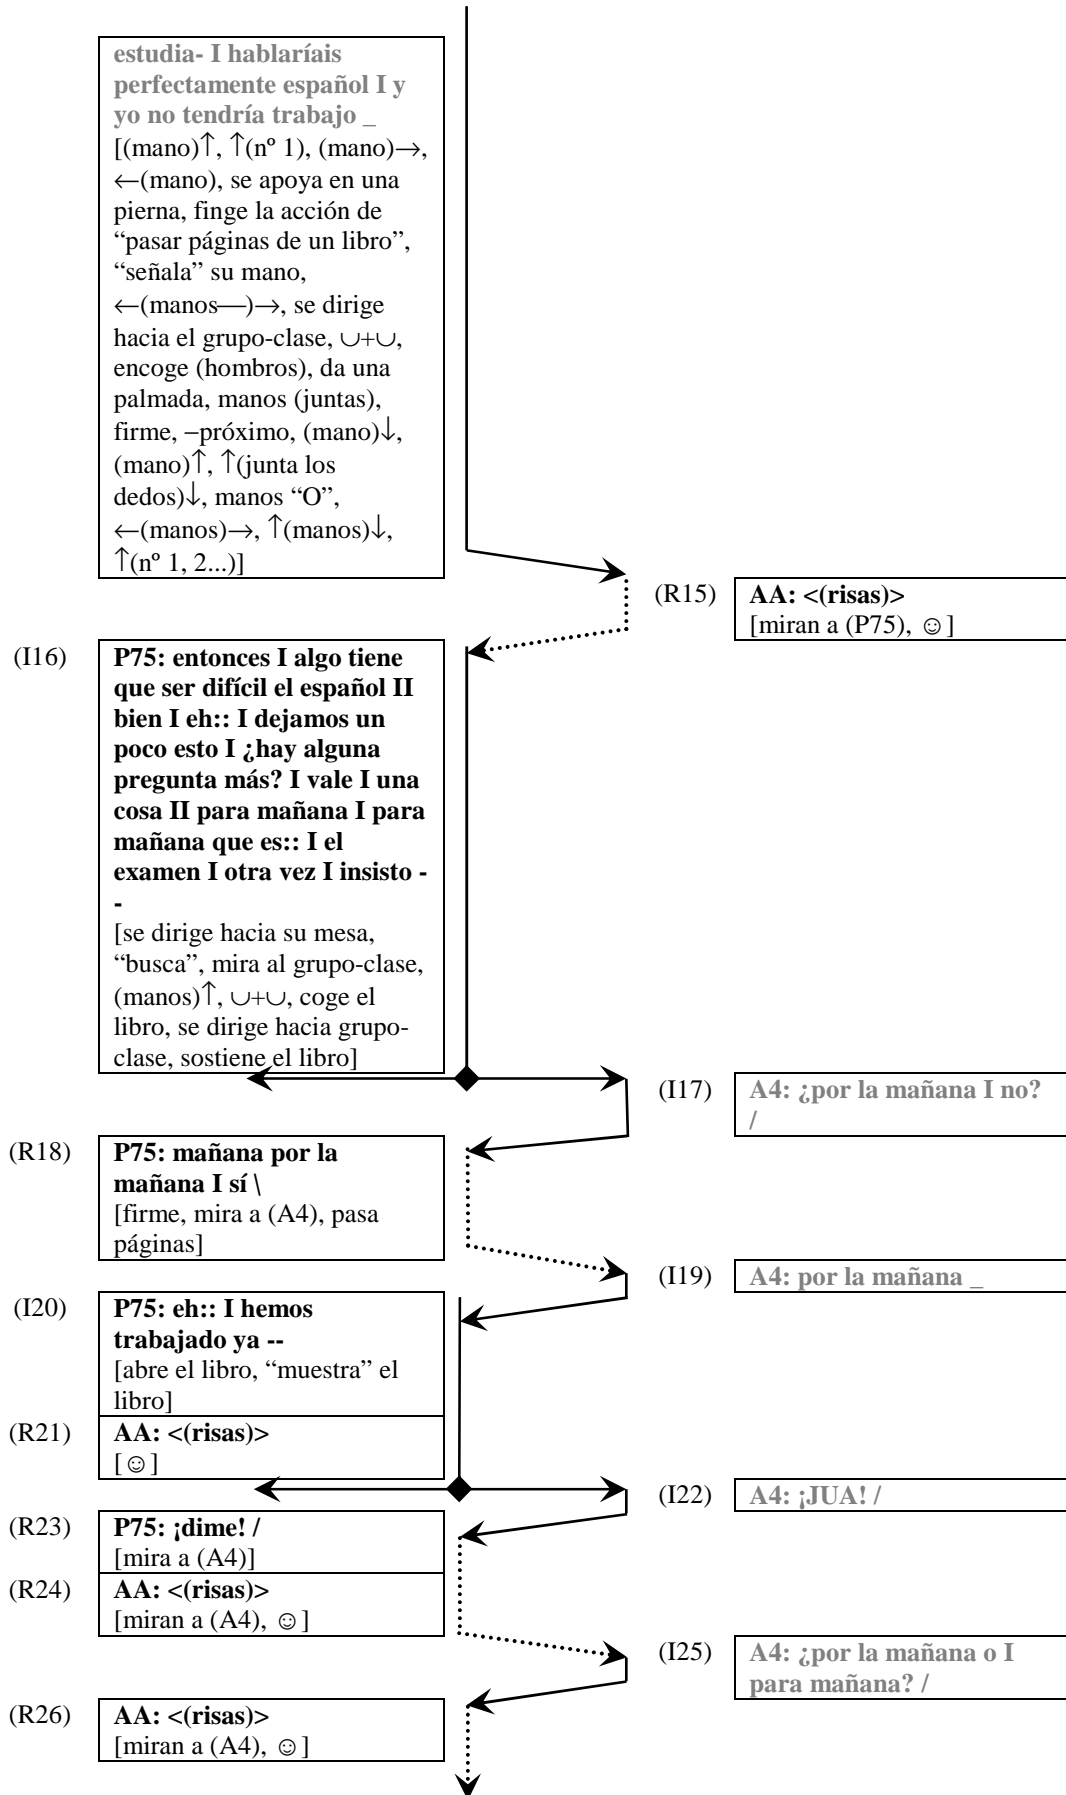 estudia- I hablaríais
perfectamente español I y
yo no tendría trabajo _
[(mano)↑, ↑(nº 1), (mano)→,
←(mano), se apoya en una
pierna, finge la acción de
“pasar páginas de un libro”,
“señala” su mano,
←(manos—)→, se dirige
hacia el grupo-clase, ∪+∪,
encoge (hombros), da una
palmada, manos (juntas),
firme, −próximo, (mano)↓,
(mano)↑, ↑(junta los
dedos)↓, manos “O”,
←(manos)→, ↑(manos)↓,
↑(nº 1, 2...)]
(R15) AA: <(risas)>
[miran a (P75), ☺]
(I16) P75: entonces I algo tiene
que ser difícil el español II
bien I eh:: I dejamos un
poco esto I ¿hay alguna
pregunta más? I vale I una
cosa II para mañana I para
mañana que es:: I el
examen I otra vez I insisto -
-
[se dirige hacia su mesa,
“busca”, mira al grupo-clase,
(manos)↑, ∪+∪, coge el
libro, se dirige hacia grupo-
clase, sostiene el libro]
(I17) A4: ¿por la mañana I no?
/
(R18) P75: mañana por la
mañana I sí \
[firme, mira a (A4), pasa
páginas]
(I19) A4: por la mañana _
(I20) P75: eh:: I hemos
trabajado ya --
[abre el libro, “muestra” el
libro]
(R21) AA: <(risas)>
[☺]
(I22) A4: ¡JUA! /
(R23) P75: ¡dime! /
[mira a (A4)]
(R24) AA: <(risas)>
[miran a (A4), ☺]
(I25) A4: ¿por la mañana o I
para mañana? /
(R26) AA: <(risas)>
[miran a (A4), ☺]